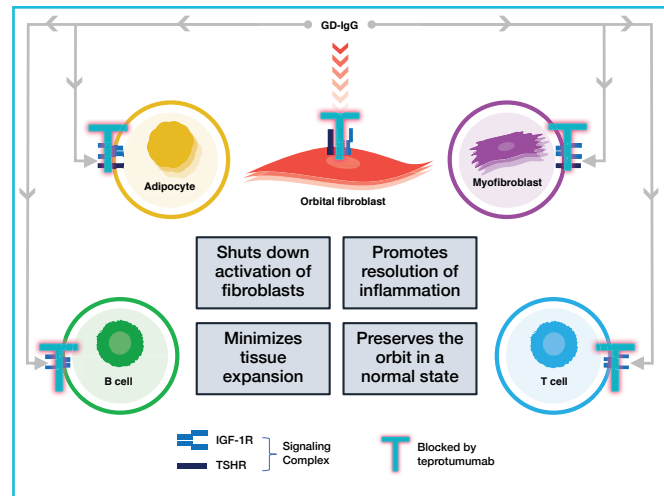 GD-IgG
Adipocyte
Orbital fibroblast
Myofibroblast
Shuts down
activation of
fibroblasts
Promotes
resolution of
inflammation
Minimizes
tissue
expansion
Preserves the
orbit in a
normal state
B cell
T cell
IGF-1R
TSHR
Signaling
Complex
Blocked by
teprotumumab